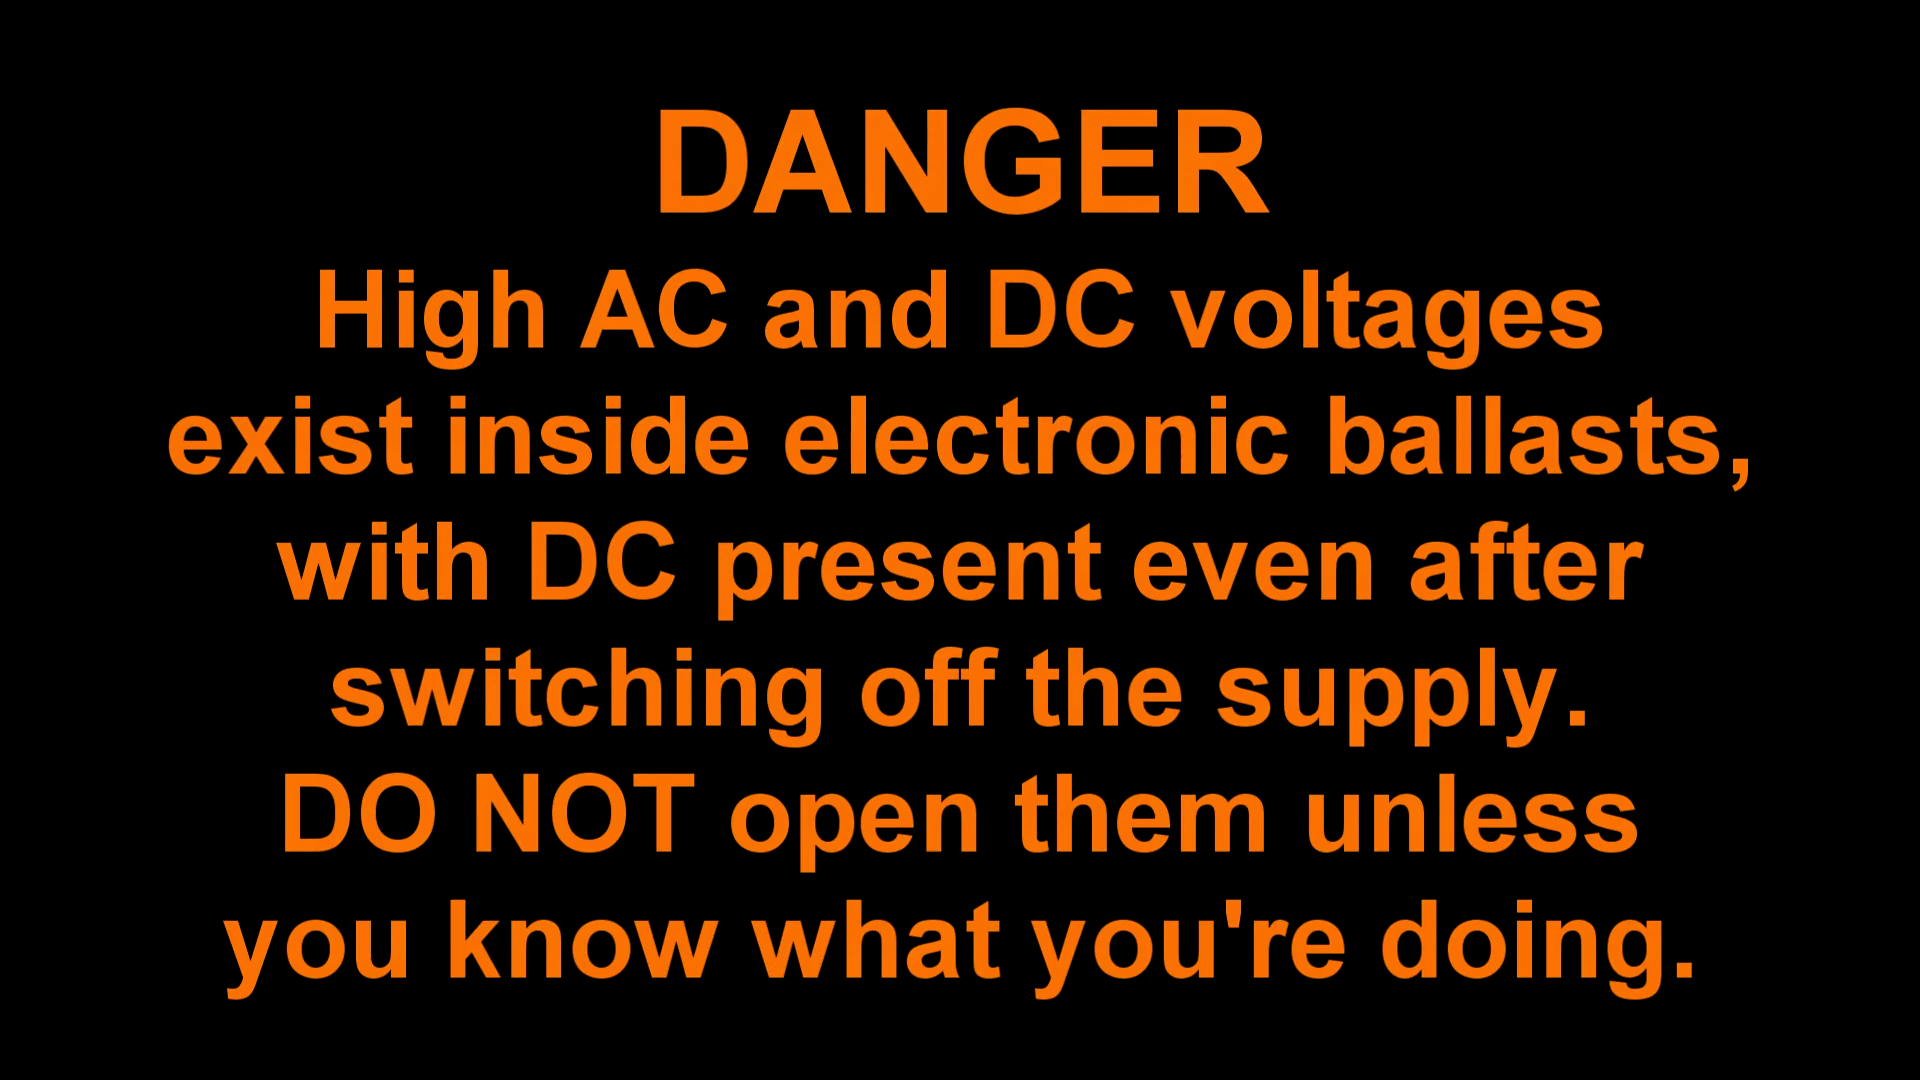 DANGER
High AC and DC voltages
exist inside electronic ballasts,
with DC present even after
switching off the supply.
DO NOT open them unless
you know what you're doing.